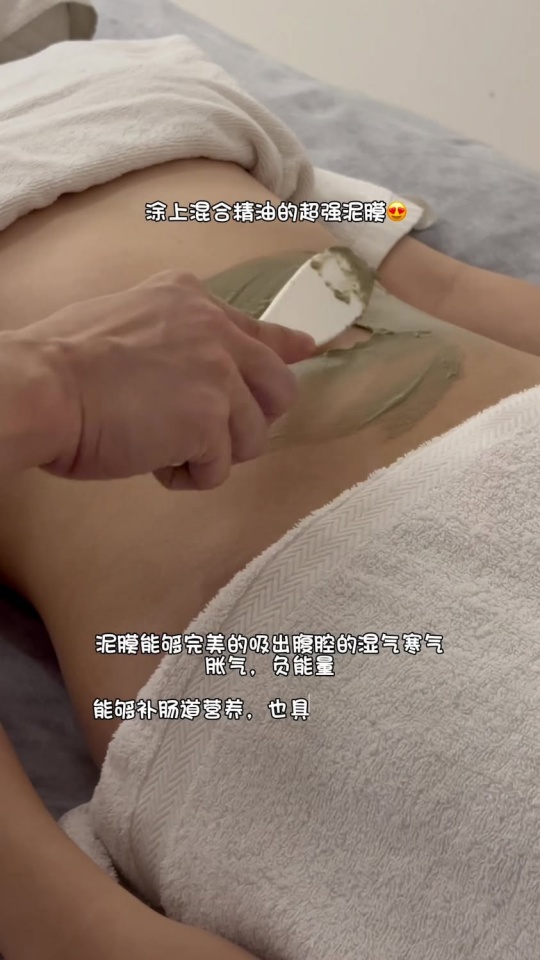 涂上混合精油的超强泥膜😍
泥膜能够完美的吸出腹腔的湿气寒气
胀气，负能量
能够补肠道营养，也具